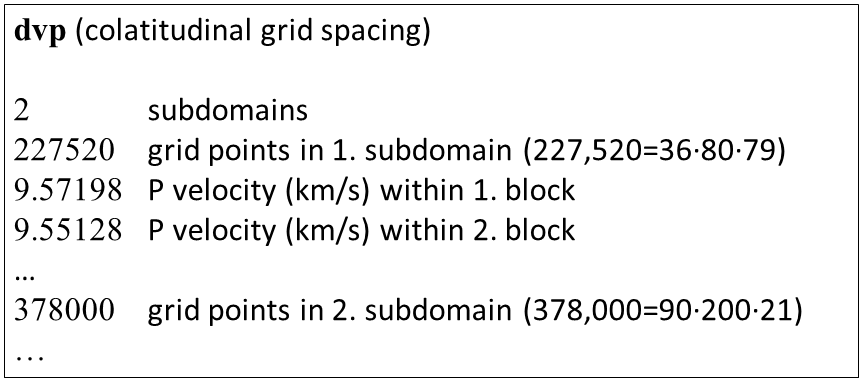 dvp (colatitudinal grid spacing)
2 subdomains
227520 grid points in 1. subdomain (227,520=36·80·79)
9.57198 P velocity (km/s) within 1. block
9.55128 P velocity (km/s) within 2. block
...
378000 grid points in 2. subdomain (378,000=90·200·21)
...